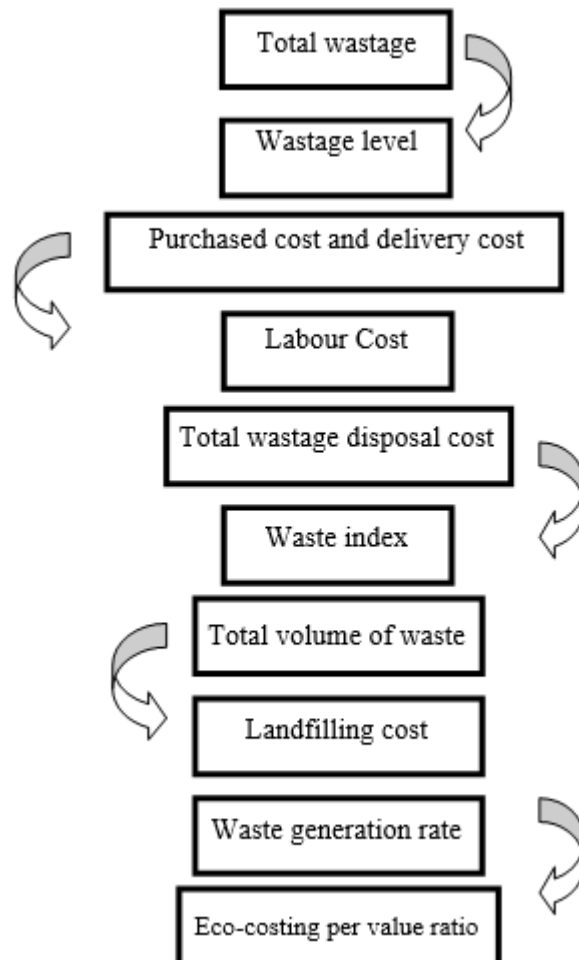 Total wastage
Wastage level
Purchased cost and delivery cost
Labour Cost
Total wastage disposal cost
Waste index
Total volume of waste
Landfilling cost
Waste generation rate
Eco-costing per value ratio